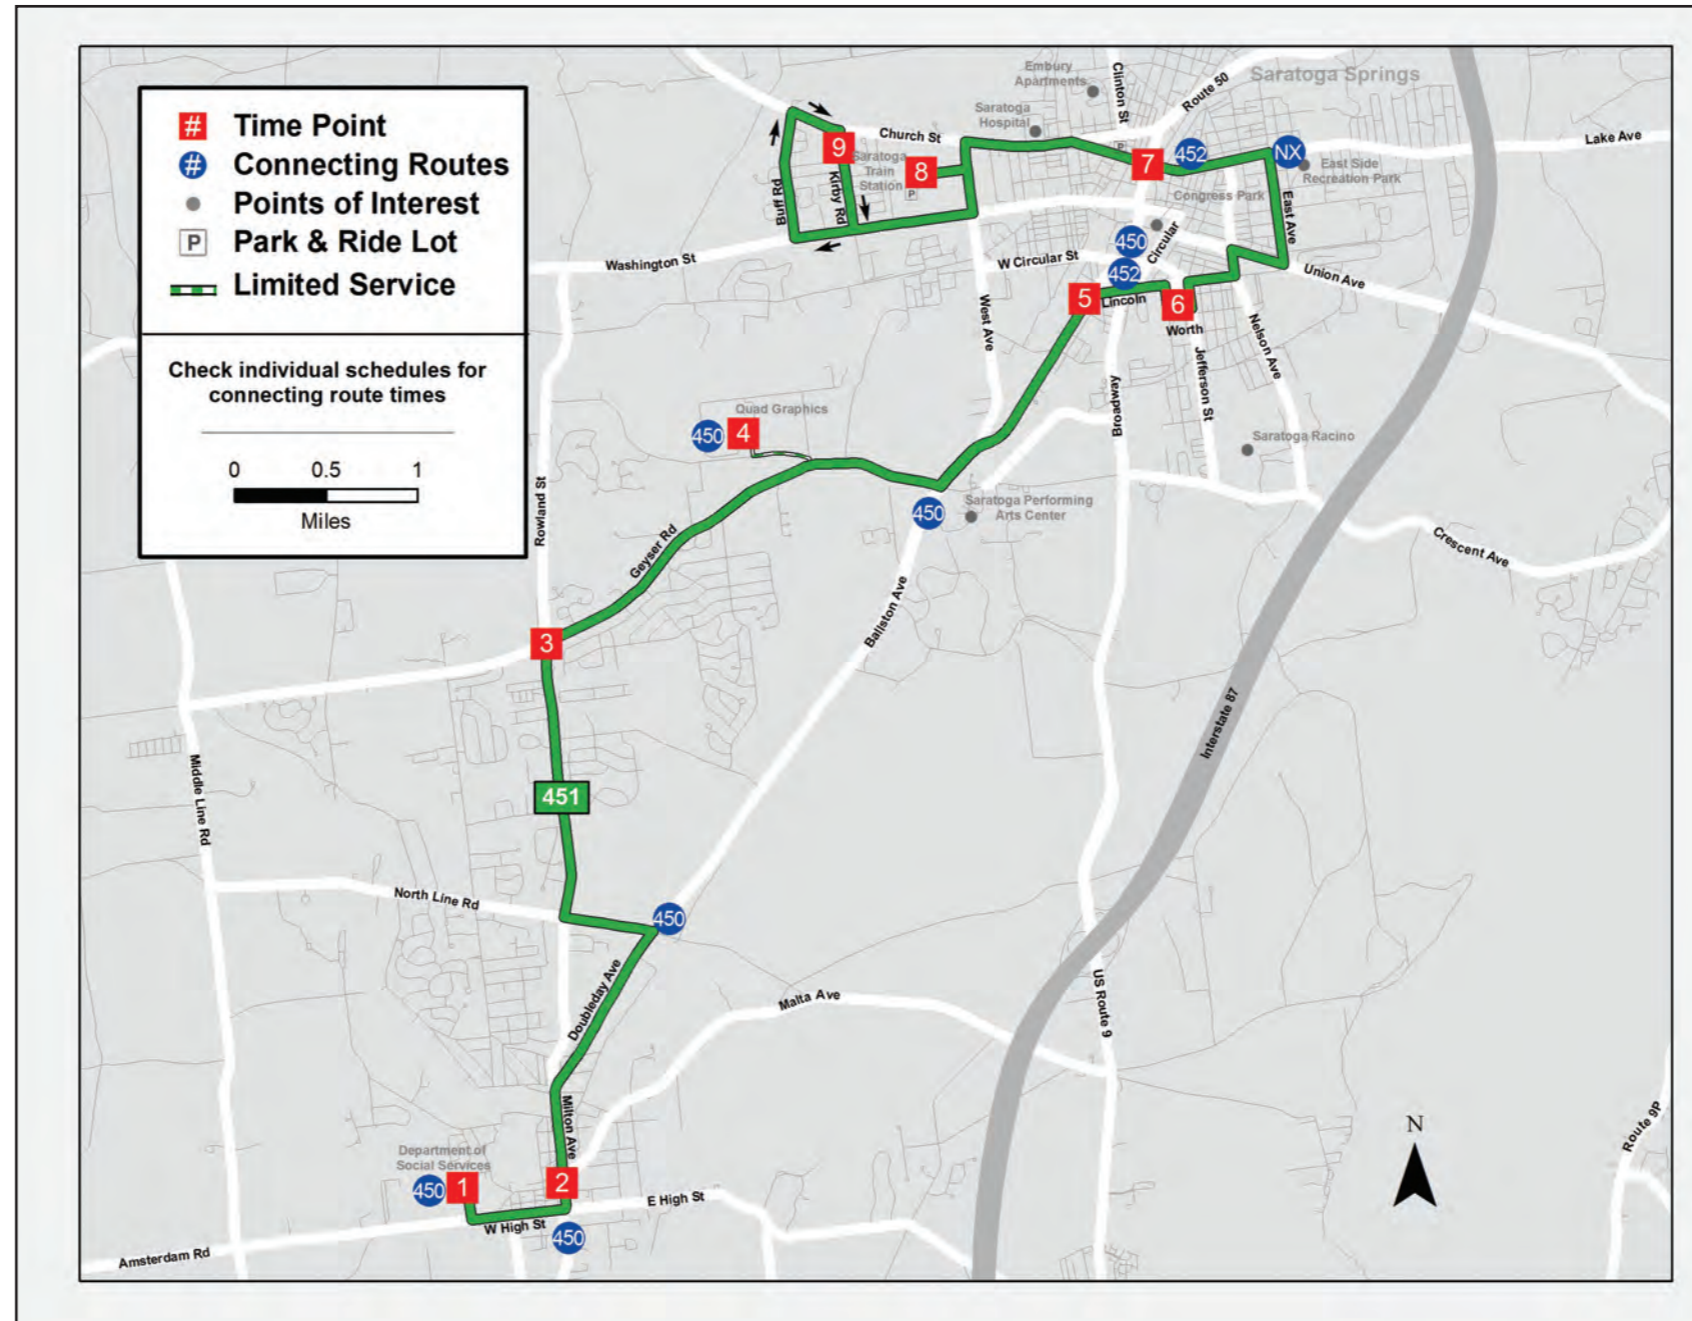 # Time Point
# Connecting Routes
Points of Interest
P Park & Ride Lot
Limited Service
Check individual schedules for
connecting route times
0 0.5 1
Miles
Embury
Apartments
Clinton St
Route 50
Saratoga Springs
Saratoga
Hospital
Church St
Lake Ave
9
Saratoga
Train
Station
8
P
P
7
452
NX
East Side
Recreation Park
Buff Rd
Kirby Rd
Congress Park
East Ave
Washington St
W Circular St
450
Circular
452
Union Ave
5
Lincoln
6
Worth
West Ave
Nelson Ave
Jefferson St
Broadway
Quad Graphics
450
4
Saratoga Racino
Rowland St
Geyser Rd
450
Saratoga Performing
Arts Center
Crescent Ave
Ballston Ave
3
Interstate 87
451
Middle Line Rd
North Line Rd
450
Doubleday Ave
Malta Ave
US Route 9
Milton Ave
N
Route 9P
Department of
Social Services
450
1
2
W High St
E High St
450
Amsterdam Rd